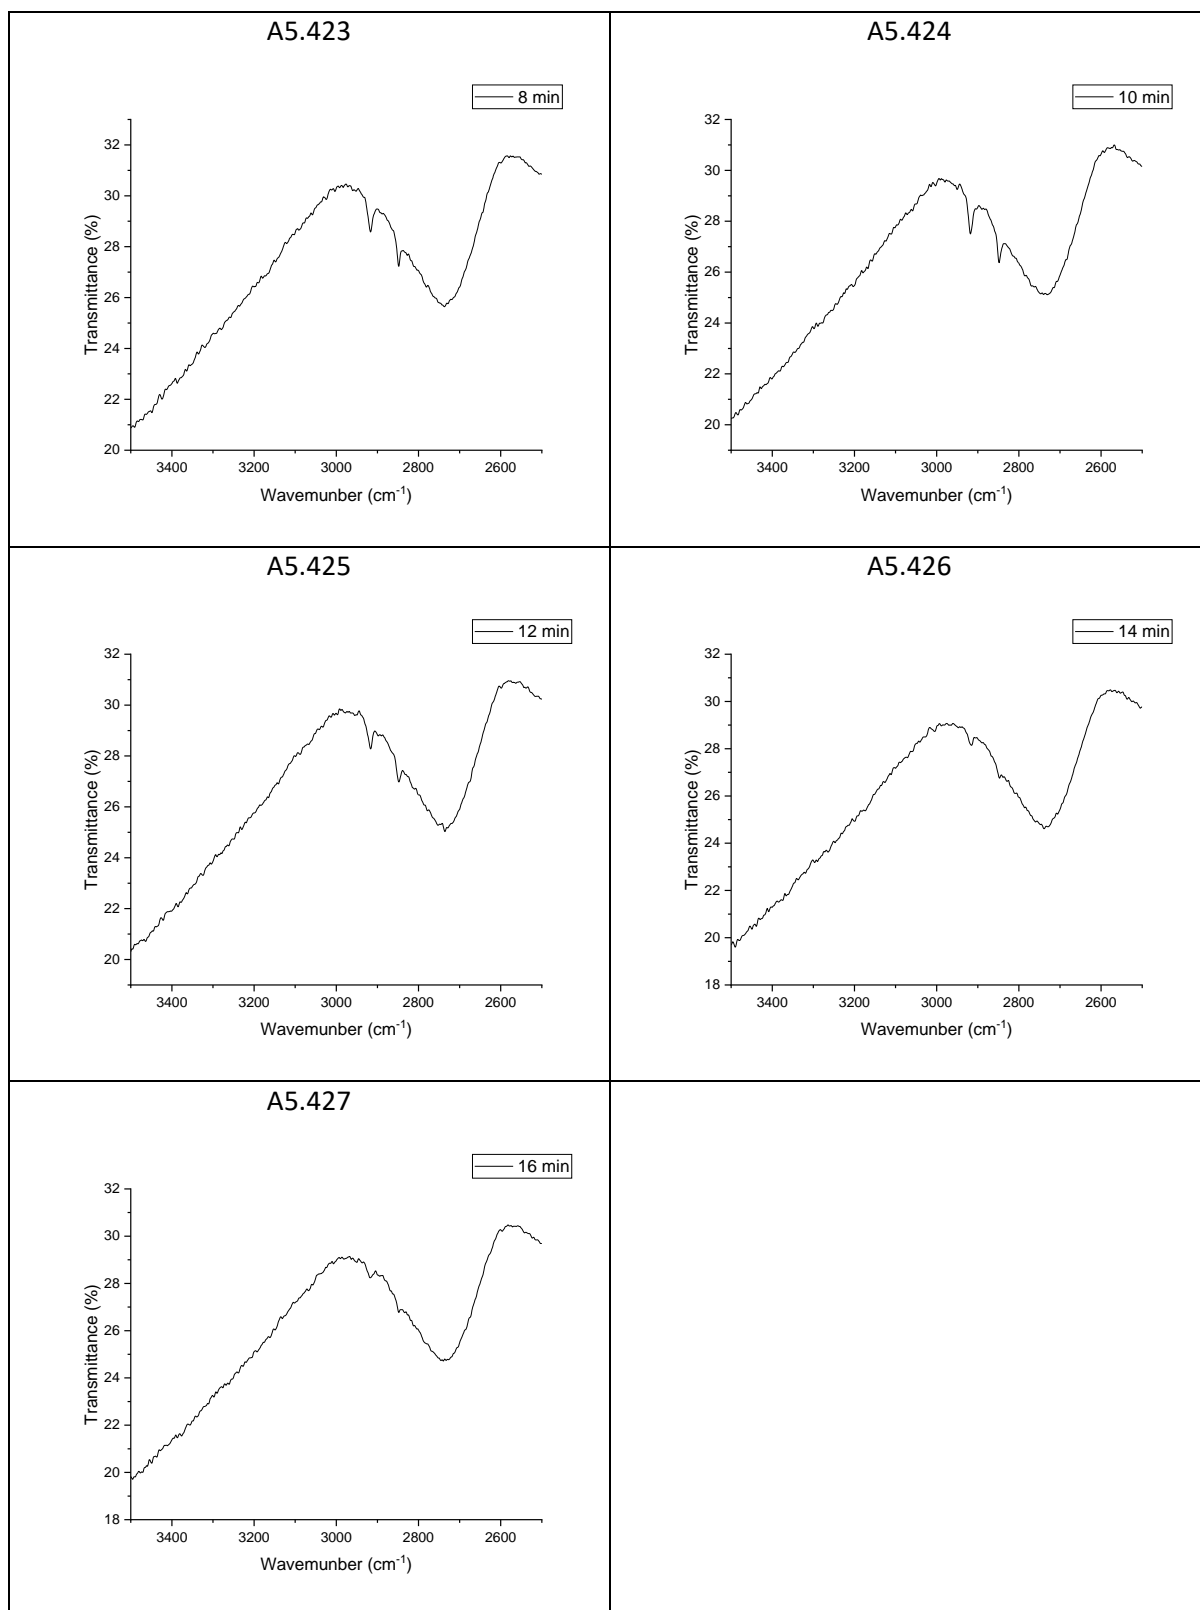 A5.423
8 min
32
30
28
26
24
22
20
Transmittance (%)
3400 3200 3000 2800 2600
Wavemunber (cm-1)
A5.424
10 min
32
30
28
26
24
22
20
Transmittance (%)
3400 3200 3000 2800 2600
Wavemunber (cm-1)
A5.425
12 min
32
30
28
26
24
22
20
Transmittance (%)
3400 3200 3000 2800 2600
Wavemunber (cm-1)
A5.426
14 min
32
30
28
26
24
22
20
18
Transmittance (%)
3400 3200 3000 2800 2600
Wavemunber (cm-1)
A5.427
16 min
32
30
28
26
24
22
20
18
Transmittance (%)
3400 3200 3000 2800 2600
Wavemunber (cm-1)